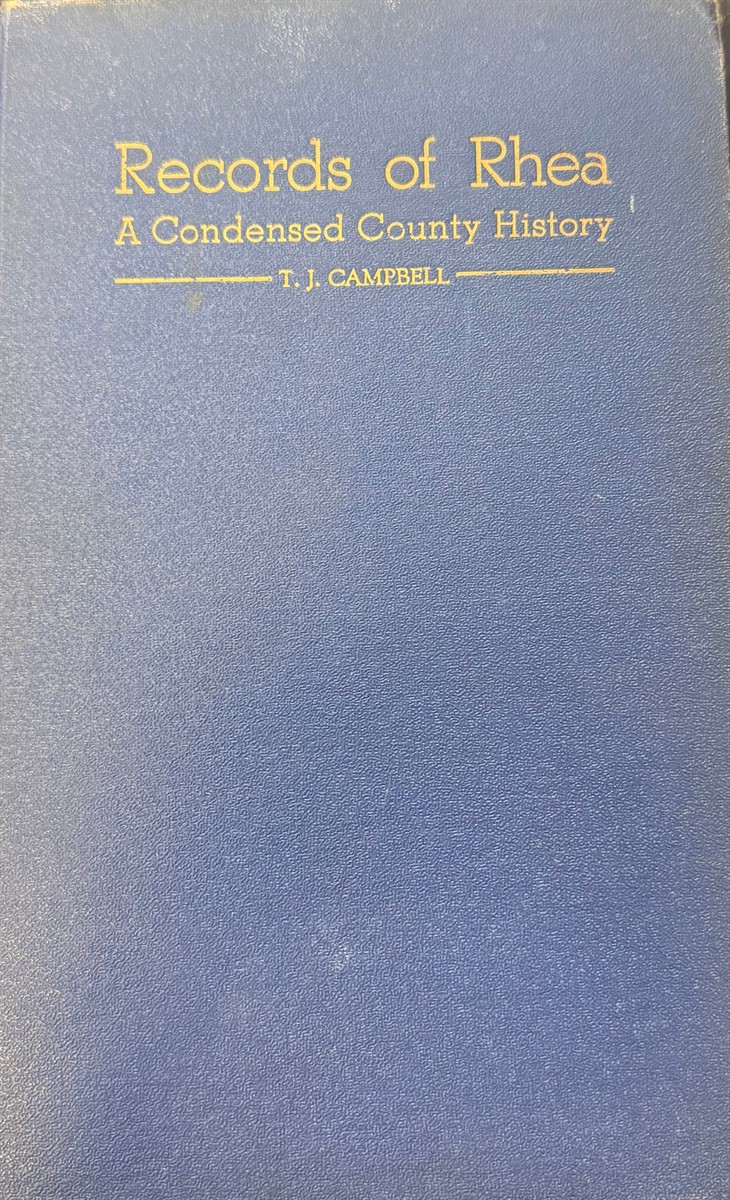 Records of Rhea
A Condensed County History
T. J. CAMPBELL